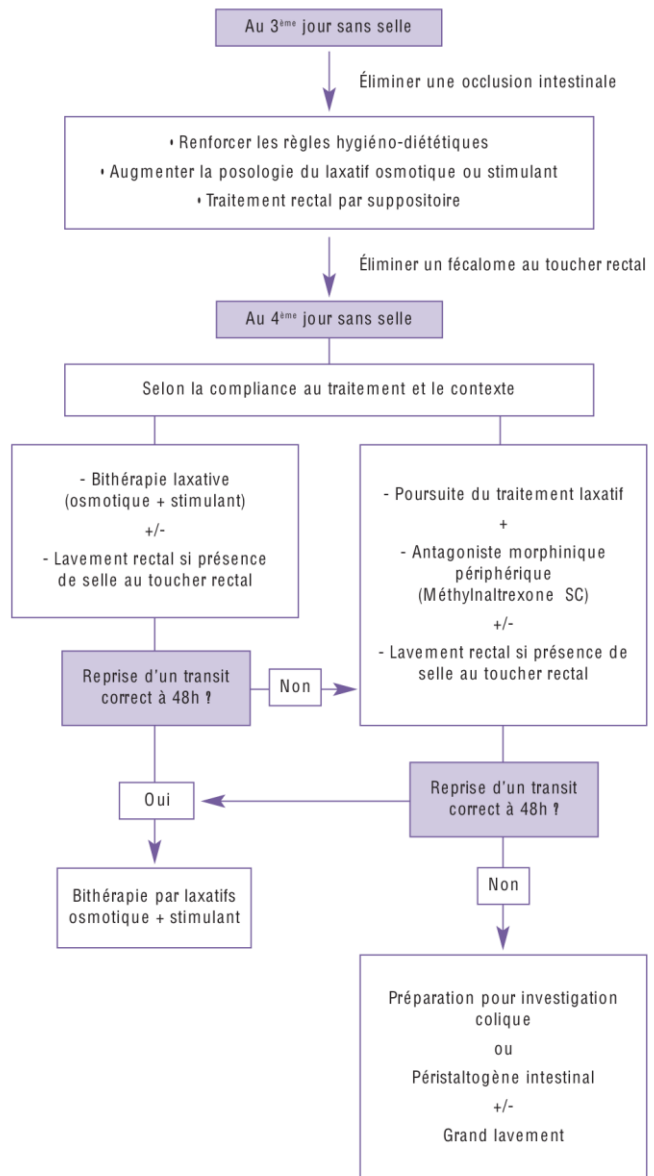 Au 3ème jour sans selle
Éliminer une occlusion intestinale
• Renforcer les règles hygiéno-diététiques
• Augmenter la posologie du laxatif osmotique ou stimulant
• Traitement rectal par suppositoire
Éliminer un fécalome au toucher rectal
Au 4ème jour sans selle
Selon la compliance au traitement et le contexte
- Bithérapie laxative
(osmotique + stimulant)
+/-
- Lavement rectal si présence
de selle au toucher rectal
- Poursuite du traitement laxatif
+
- Antagoniste morphinique
périphérique
(Méthylnaltrexone SC)
+/-
- Lavement rectal si présence de
selle au toucher rectal
Reprise d'un transit
correct à 48h ?
Non
Oui
Reprise d'un transit
correct à 48h ?
Bithérapie par laxatifs
osmotique + stimulant
Non
Préparation pour investigation
colique
ou
Péristaltogène intestinal
+/-
Grand lavement